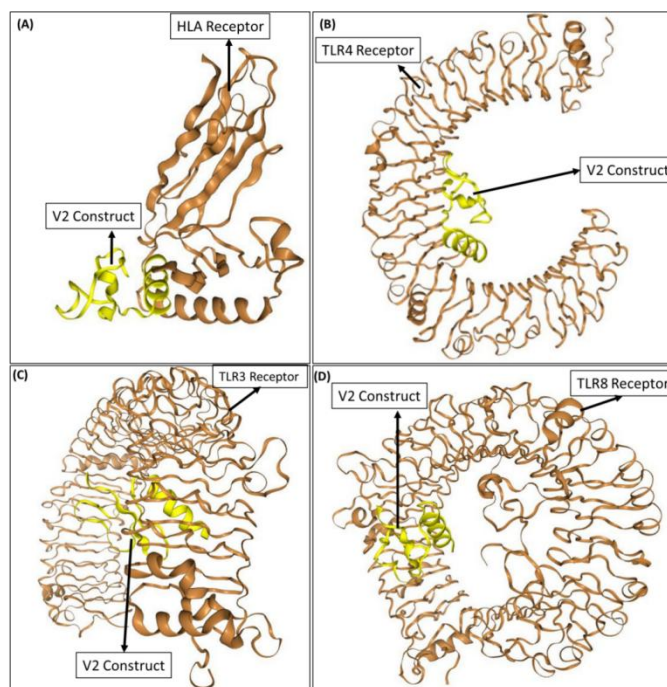 (A)
HLA Receptor
V2 Construct
(B)
TLR4 Receptor
V2 Construct
(C)
TLR3 Receptor
V2 Construct
(D)
V2 Construct
TLR8 Receptor